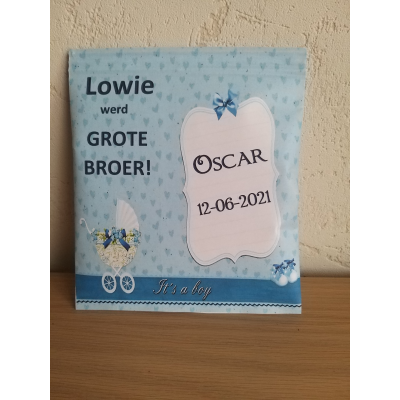 Lowie
werd
GROTE
BROER!
Oscar
12-06-2021
It's a boy